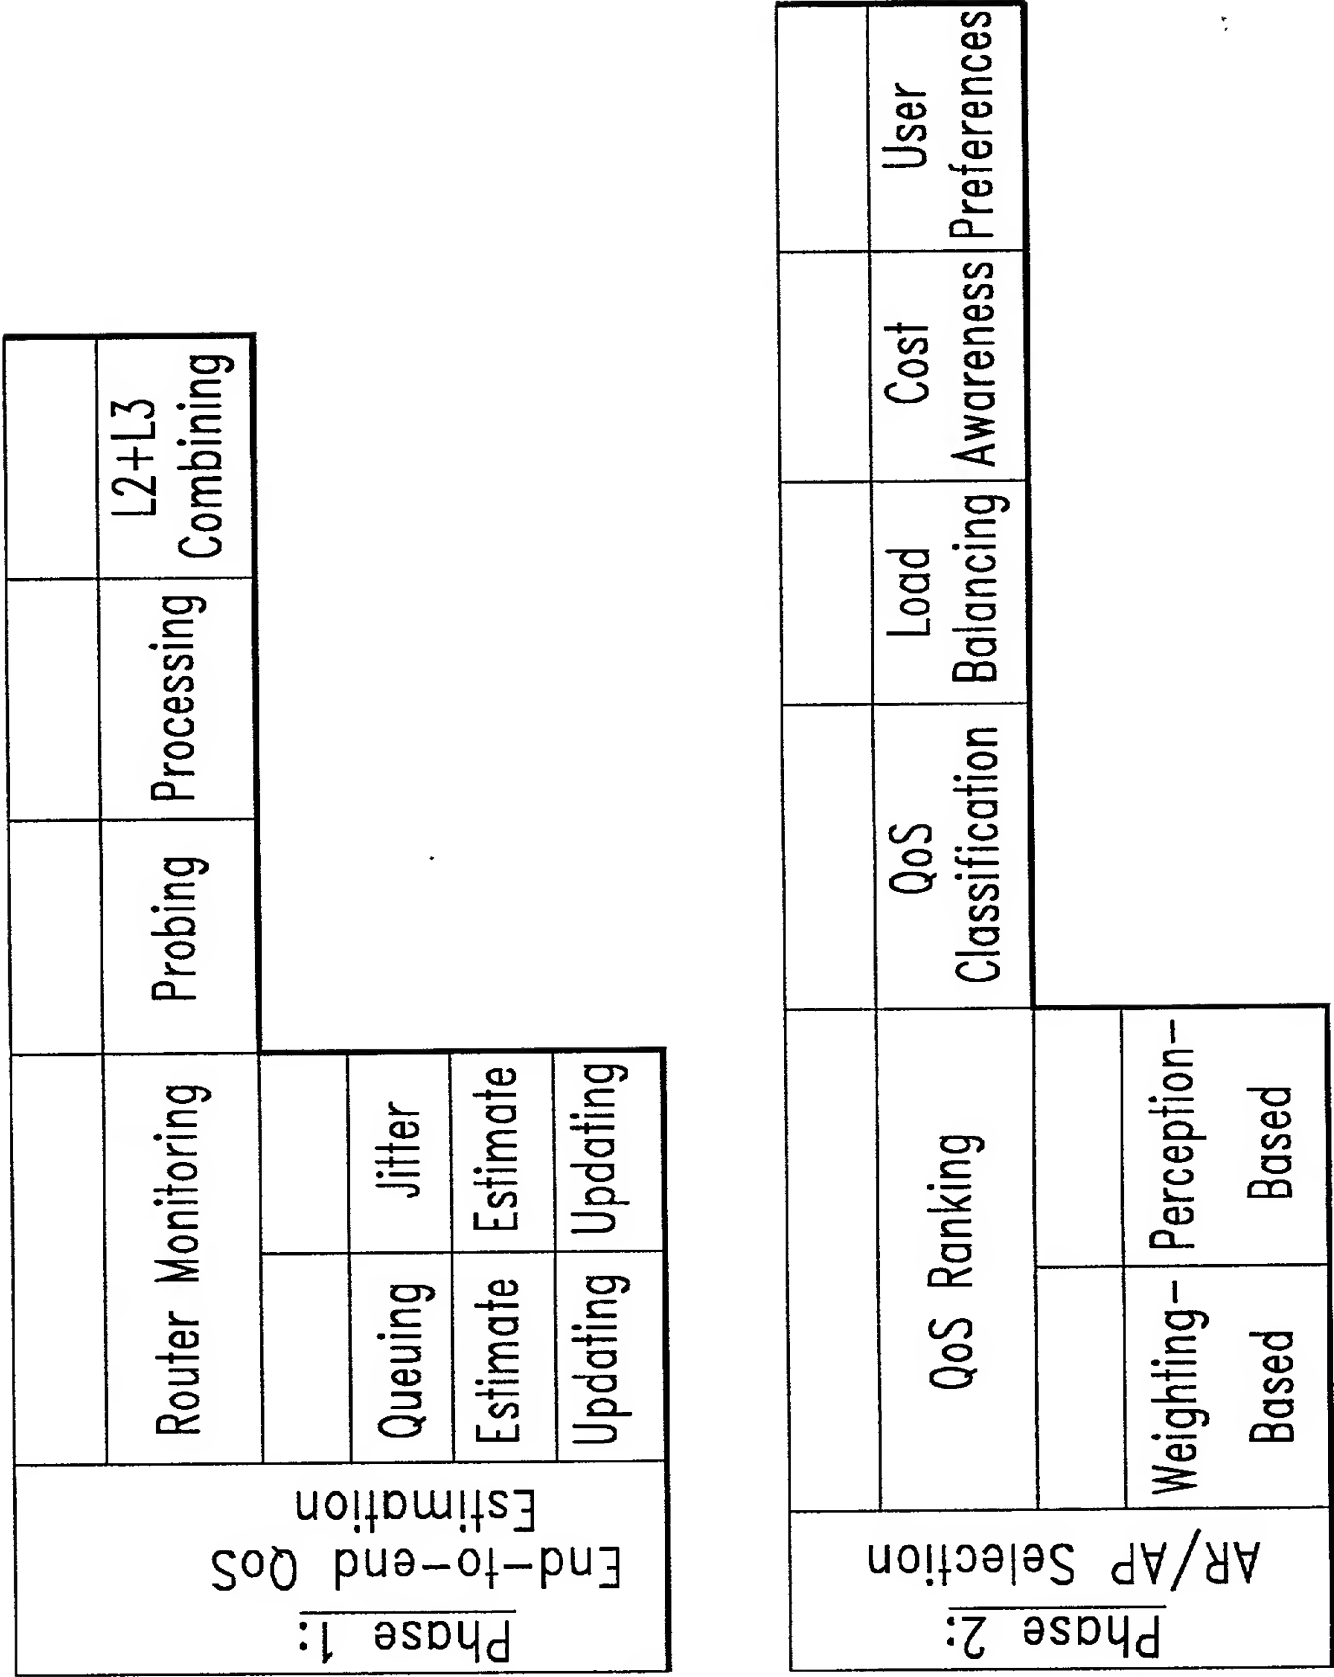 Phase 1:
End-to-end QoS
Estimation
Router Monitoring
Probing
Processing
L2+L3
Combining
Queuing
Estimate
Updating
Jitter
Estimate
Updating
Phase 2:
AR/AP Selection
QoS Ranking
QoS
Classification
Load
Balancing
Cost
Awareness
User
Preferences
Weighting-
Based
Perception-
Based